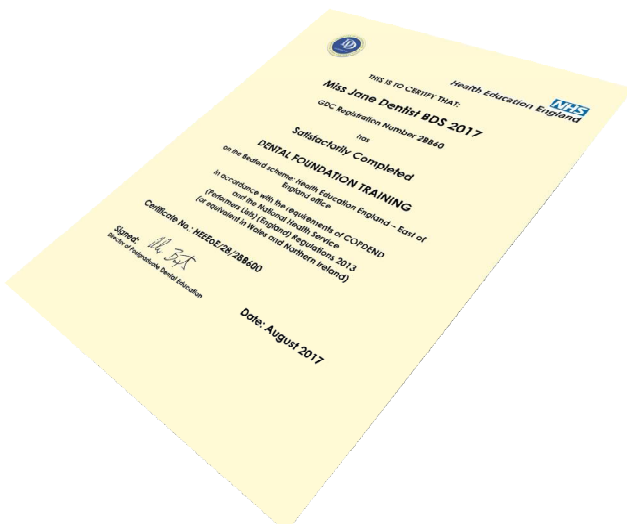 Health Education England
NHS
THIS IS TO CERTIFY THAT:
Miss Jane Dentist BDS 2017
GDC Registration Number 28860
has
Satisfactorily Completed
DENTAL FOUNDATION TRAINING
on the Bedford scheme: Health Education England - East of
England office
in accordance with the requirements of COPDEND
and the National Health Service
(Performers Lists) (England) Regulations 2013
(or equivalent in Wales and Northern Ireland)
Certificate No.: HEEEoE/28/288600
Signed:
Director of Postgraduate Dental Education
Date: August 2017